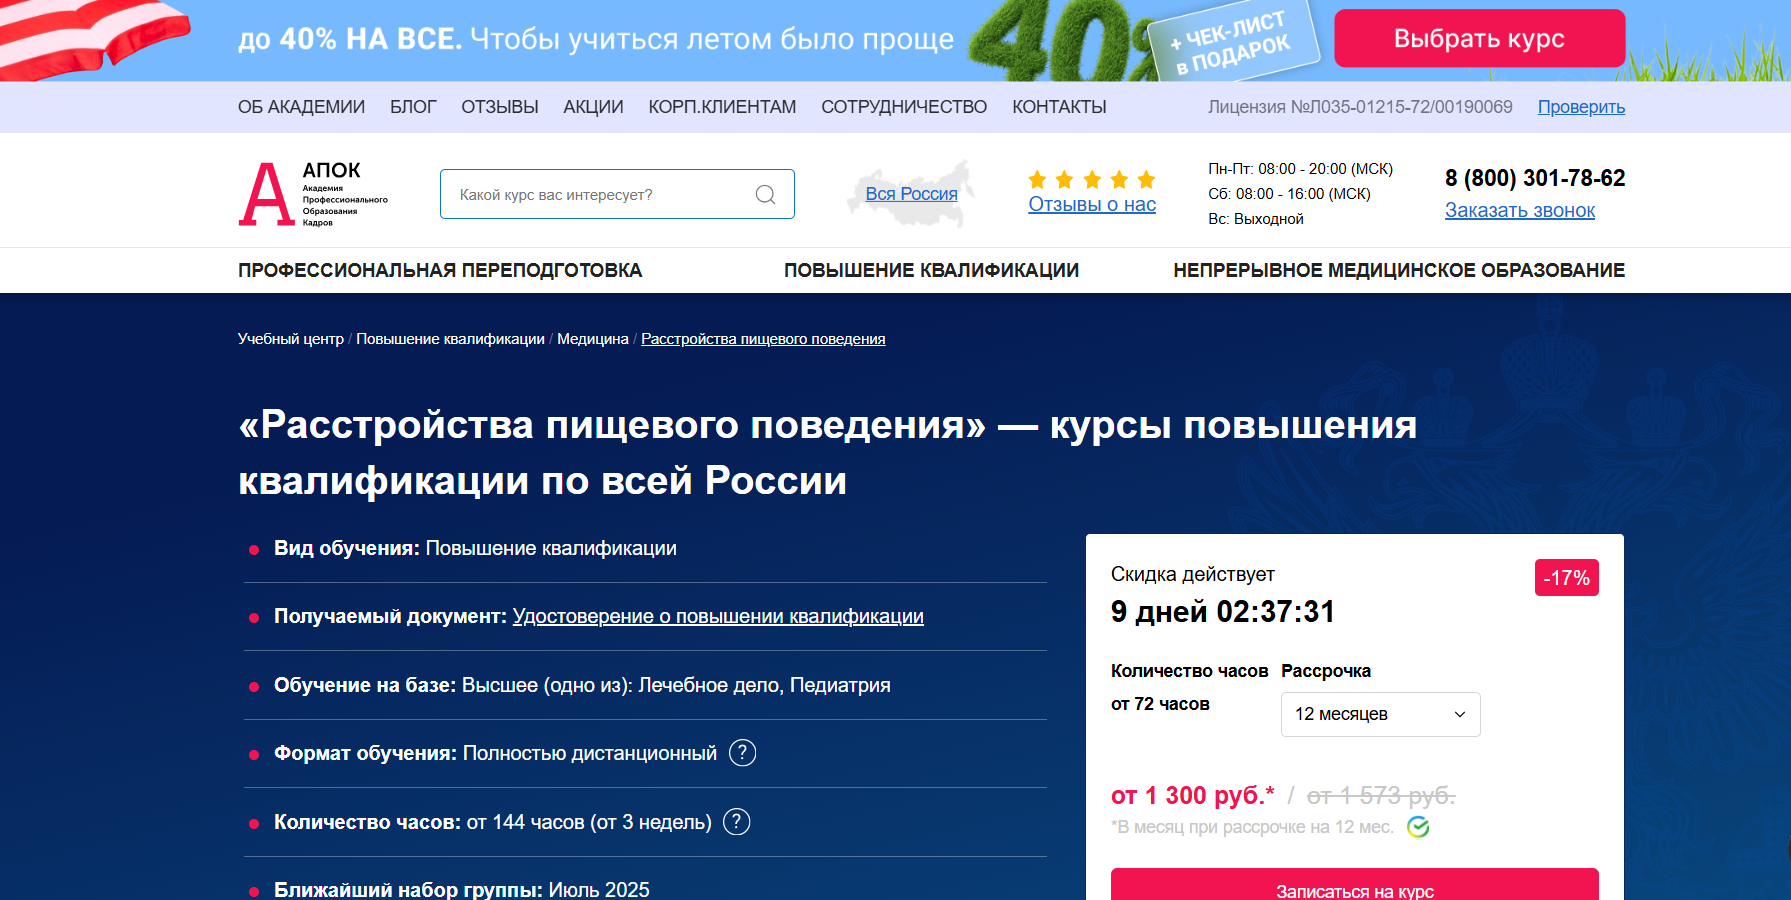 до 40% НА ВСЕ. Чтобы учиться летом было проще
40%
+ ЧЕК-ЛИСТ
в ПОДАРОК
Выбрать курс
ОБ АКАДЕМИИ БЛОГ ОТЗЫВЫ АКЦИИ КОРП.КЛИЕНТАМ СОТРУДНИЧЕСТВО КОНТАКТЫ Лицензия №Л035-01215-72/00190069 Проверить
А
АПОК
Академия
Профессионального
Образования
Кадров
Какой курс вас интересует?
Вся Россия
Отзывы о нас
Пн-Пт: 08:00 - 20:00 (МСК)
Сб: 08:00 - 16:00 (МСК)
Вс: Выходной
8 (800) 301-78-62
Заказать звонок
ПРОФЕССИОНАЛЬНАЯ ПЕРЕПОДГОТОВКА ПОВЫШЕНИЕ КВАЛИФИКАЦИИ НЕПРЕРЫВНОЕ МЕДИЦИНСКОЕ ОБРАЗОВАНИЕ
Учебный центр / Повышение квалификации / Медицина / Расстройства пищевого поведения
«Расстройства пищевого поведения» — курсы повышения
квалификации по всей России
Вид обучения: Повышение квалификации
Получаемый документ: Удостоверение о повышении квалификации
Обучение на базе: Высшее (одно из): Лечебное дело, Педиатрия
Формат обучения: Полностью дистанционный ?
Количество часов: от 144 часов (от 3 недель) ?
Ближайший набор группы: Июль 2025
Скидка действует
-17%
9 дней 02:37:31
Количество часов Рассрочка
от 72 часов
12 месяцев
от 1 300 руб.* / от 1 573 руб.
*В месяц при рассрочке на 12 мес.
Записаться на курс